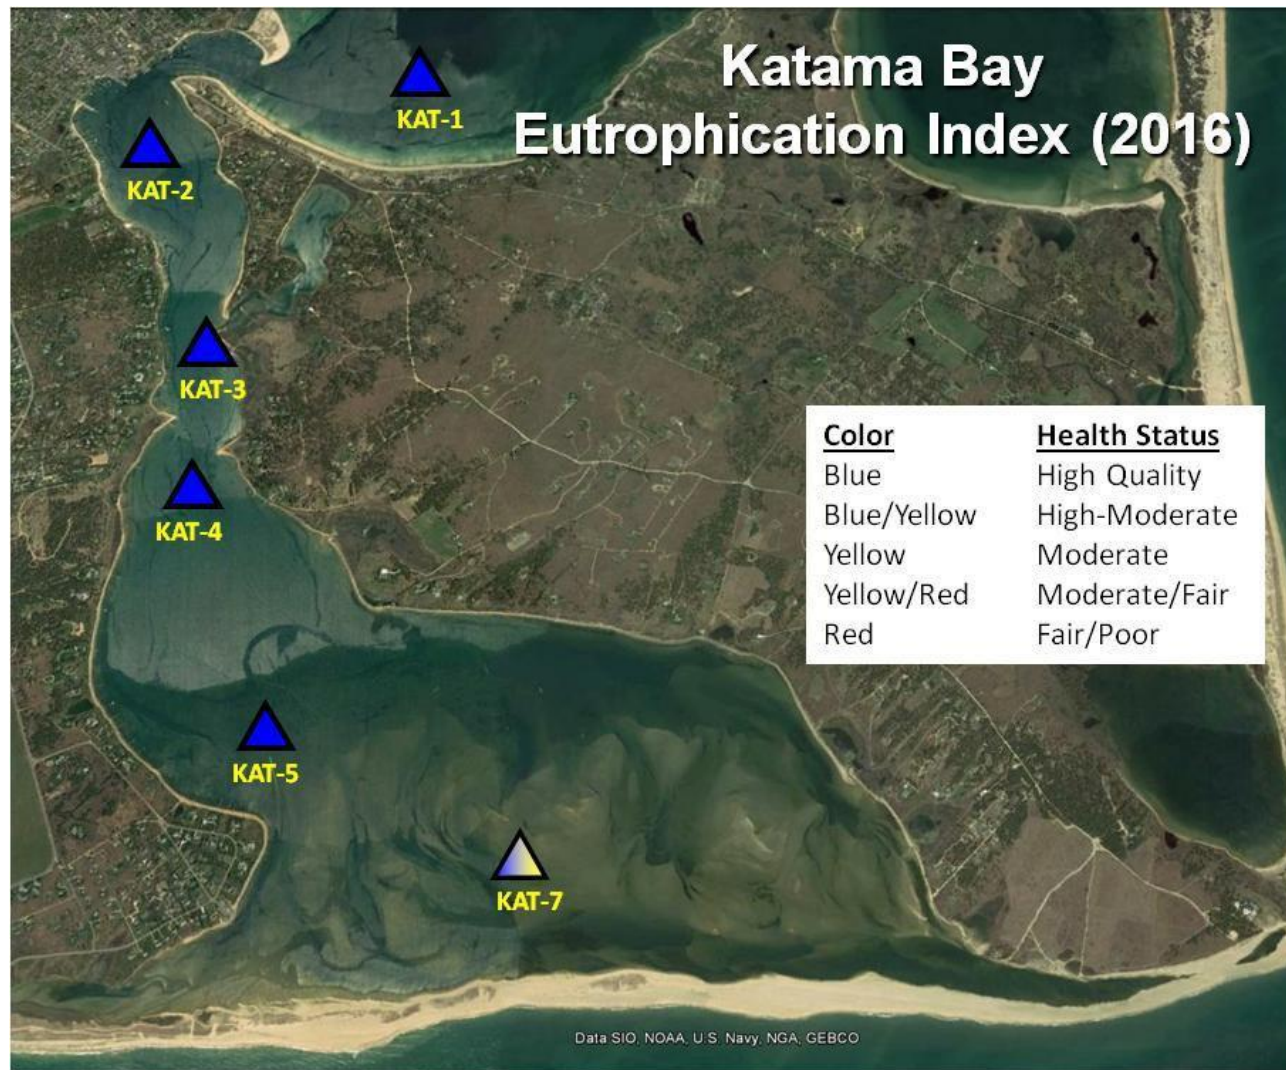 Katama Bay
Eutrophication Index (2016)
KAT-1
KAT-2
KAT-3
KAT-4
KAT-5
KAT-7
Color Health Status
Blue High Quality
Blue/Yellow High-Moderate
Yellow Moderate
Yellow/Red Moderate/Fair
Red Fair/Poor
Data SIO, NOAA, U.S. Navy, NGA, GEBCO